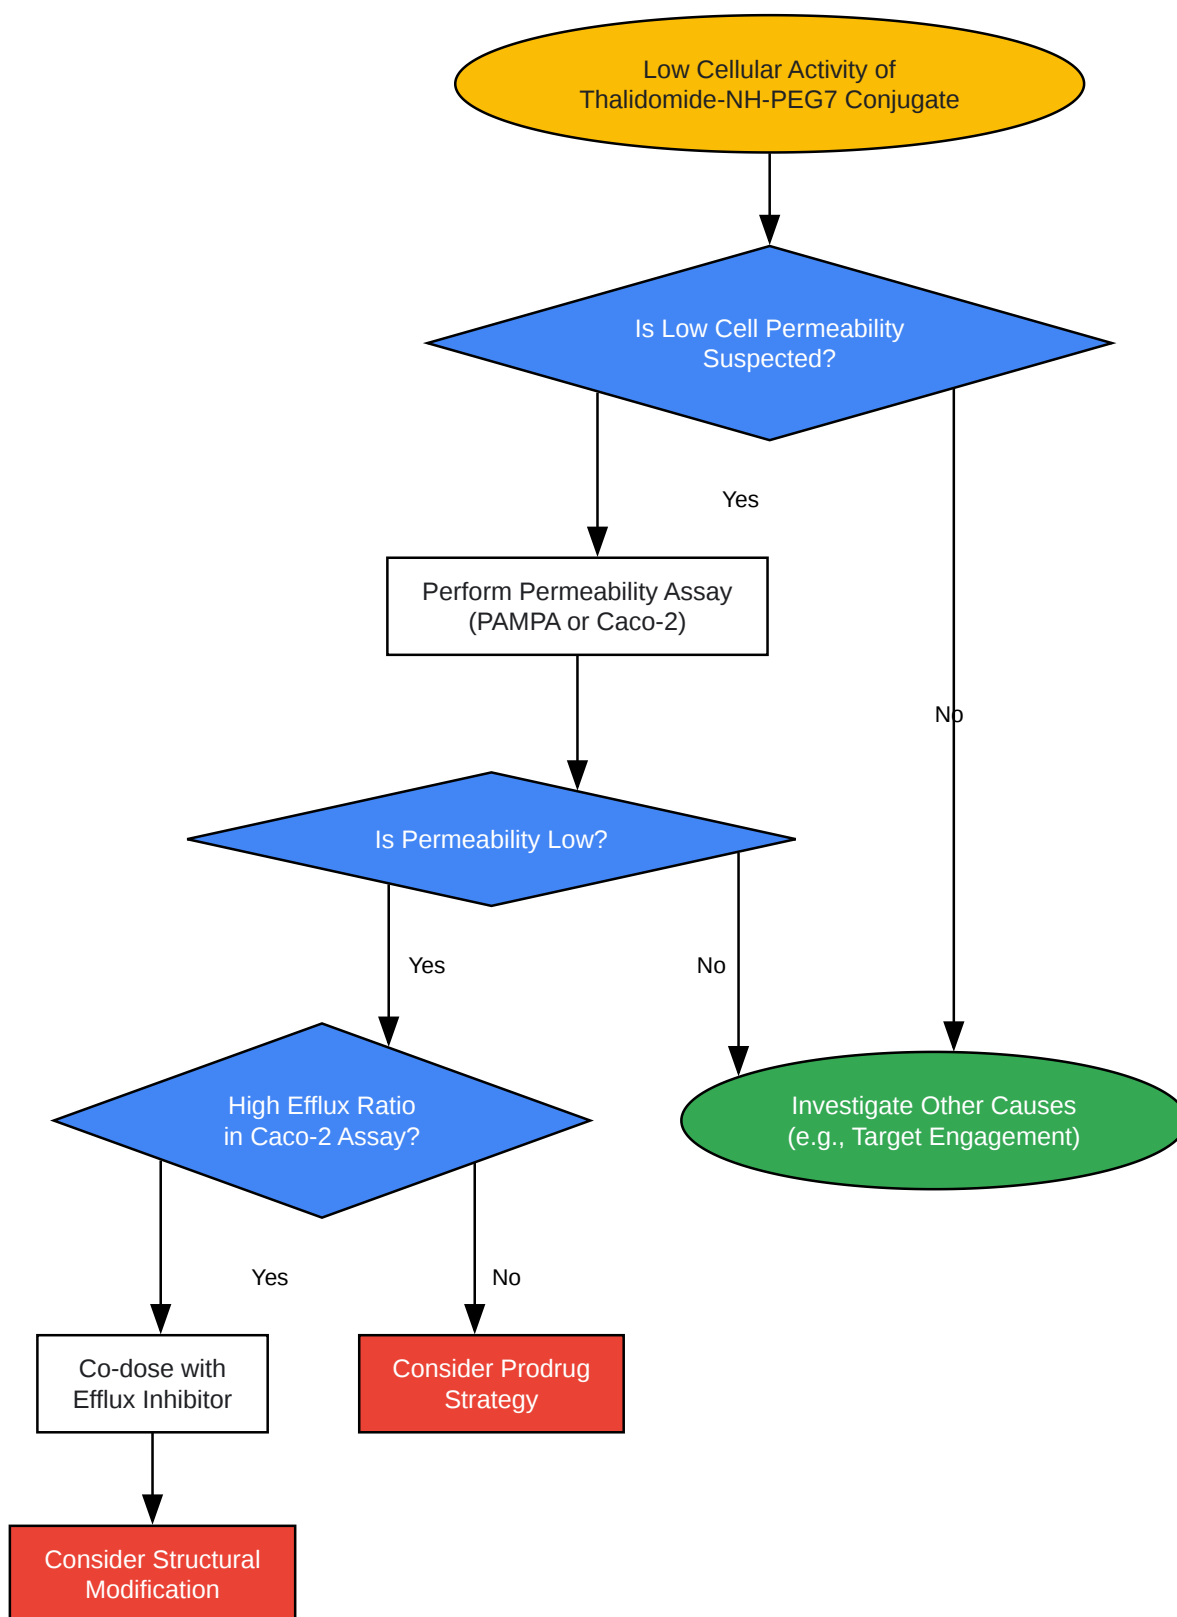 Low Cellular Activity of
Thalidomide-NH-PEG7 Conjugate
Is Low Cell Permeability
Suspected?
Yes
Perform Permeability Assay
(PAMPA or Caco-2)
No
Is Permeability Low?
Yes
No
High Efflux Ratio
in Caco-2 Assay?
Investigate Other Causes
(e.g., Target Engagement)
Yes
No
Co-dose with
Efflux Inhibitor
Consider Prodrug
Strategy
Consider Structural
Modification